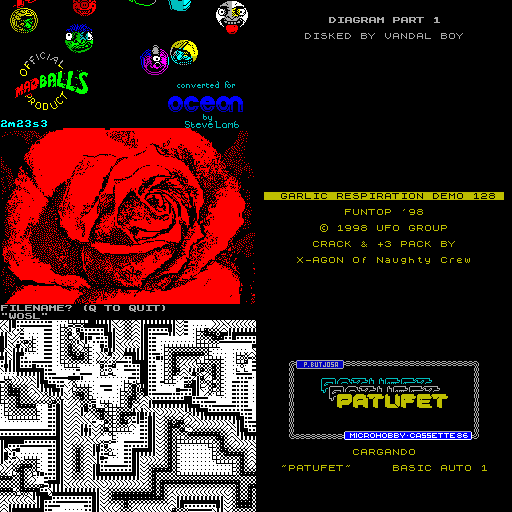 OFFICIAL
MADBALLS
PRODUCT
converted for
ocean
by
Steve Lamb
2m23s3
DIAGRAM PART 1
DISKED BY VANDAL BOY
GARLIC RESPIRATION DEMO 128
FUNTOP '98
© 1998 UFO GROUP
CRACK & +3 PACK BY
X-AGON Of Naughty Crew
FILENAME? (Q TO QUIT)
"WOSL"
P.BUTJOSA
PATUFET
MICROHOBBY-CASSETTE 86
CARGANDO
"PATUFET" BASIC AUTO 1